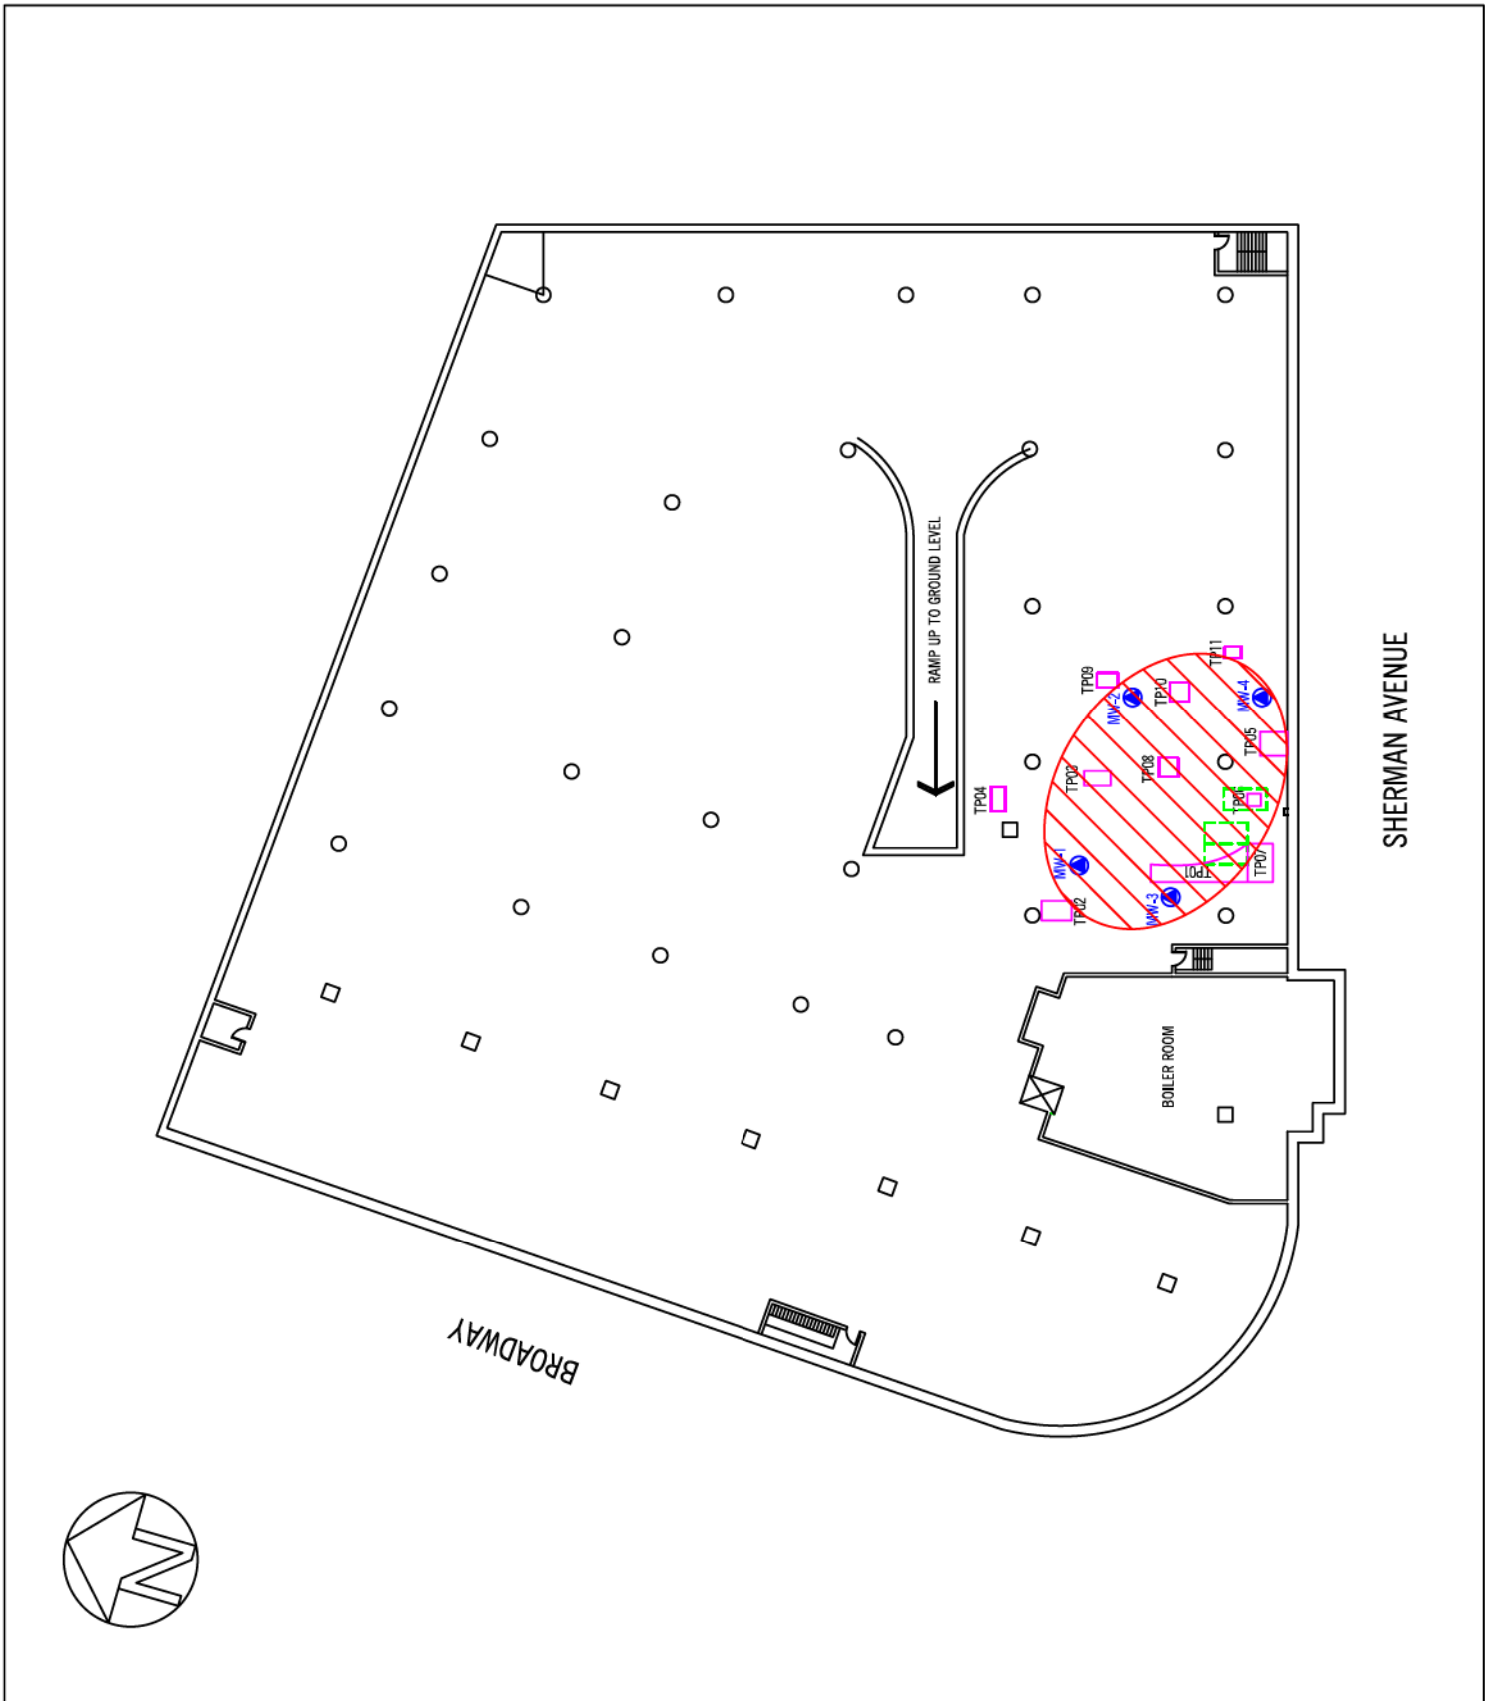 RAMP UP TO GROUND LEVEL
TP11
TP09
TP10
MW-2
MW-4
TP05
TP03
TP08
TP04
TP06
MW-1
TP01
TP07
TP02
MW-3
SHERMAN AVENUE
BOILER ROOM
BROADWAY
N